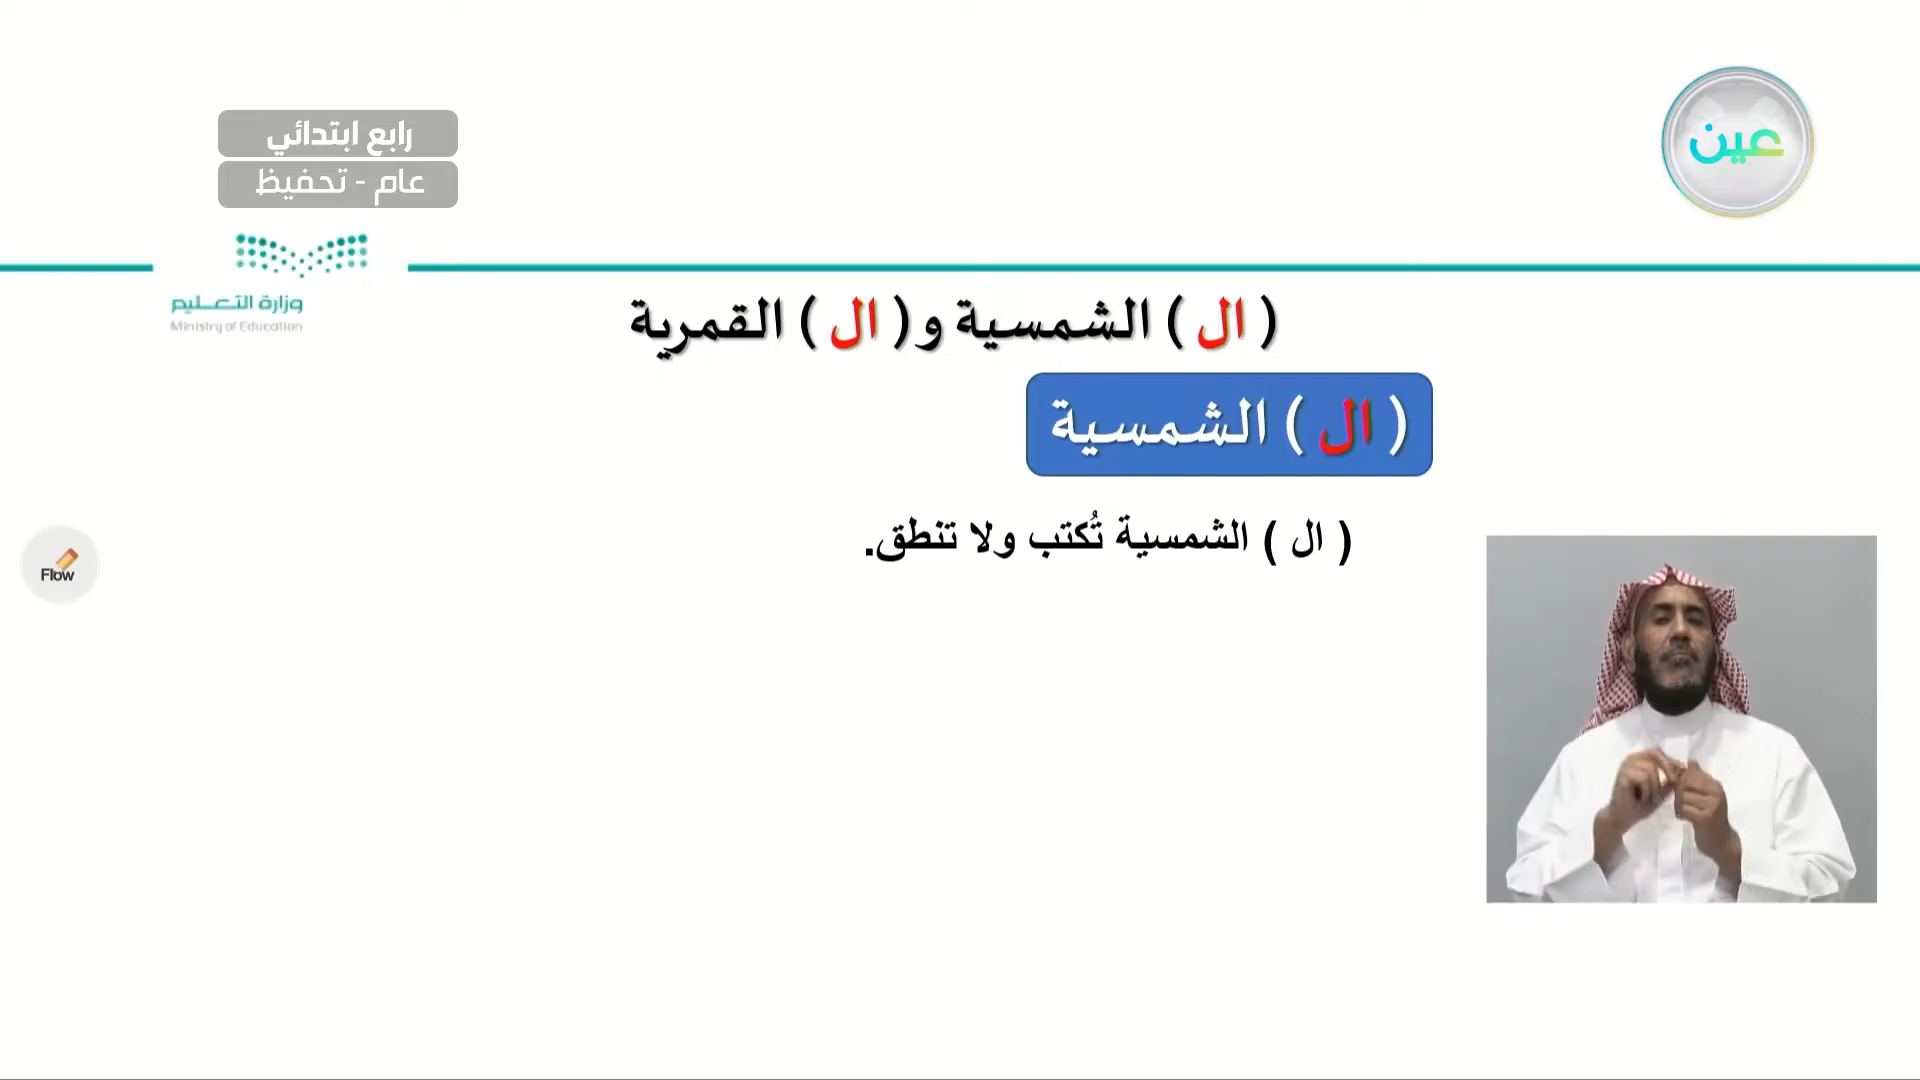 رابع ابتدائي
عام - تحفيظ
عين
وزارة التعليم
Ministry of Education
( ال ) الشمسية و ( ال ) القمرية
( ال ) الشمسية
( ال ) الشمسية تُكتب ولا تنطق.
Flow